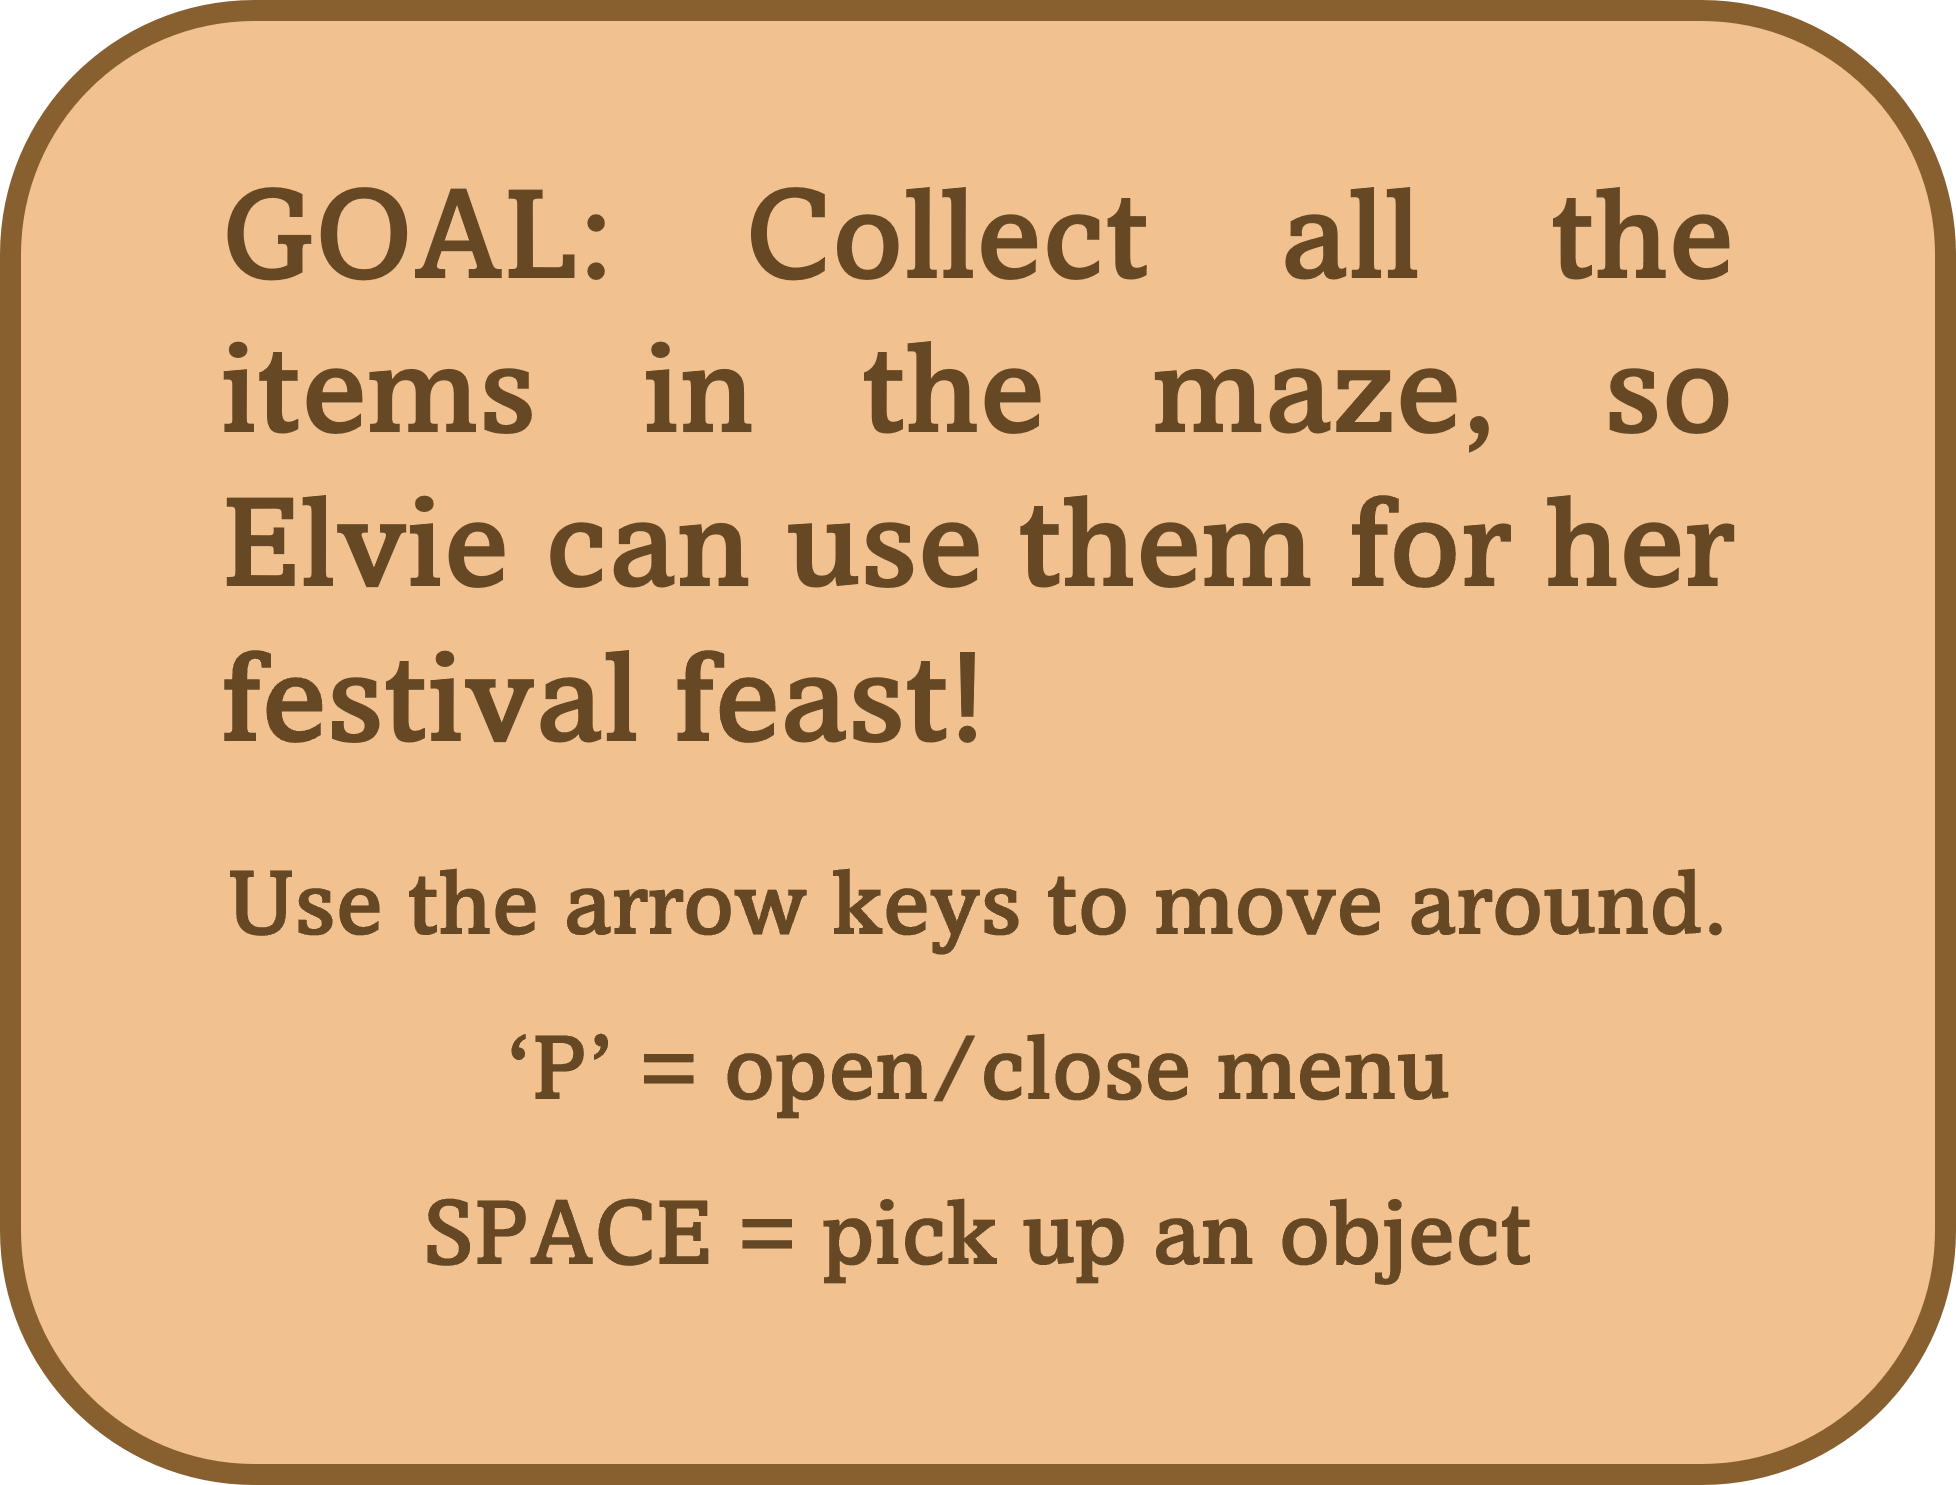 GOAL: Collect all the
items in the maze, so
Elvie can use them for her
festival feast!
Use the arrow keys to move around.
‘P’ = open/close menu
SPACE = pick up an object